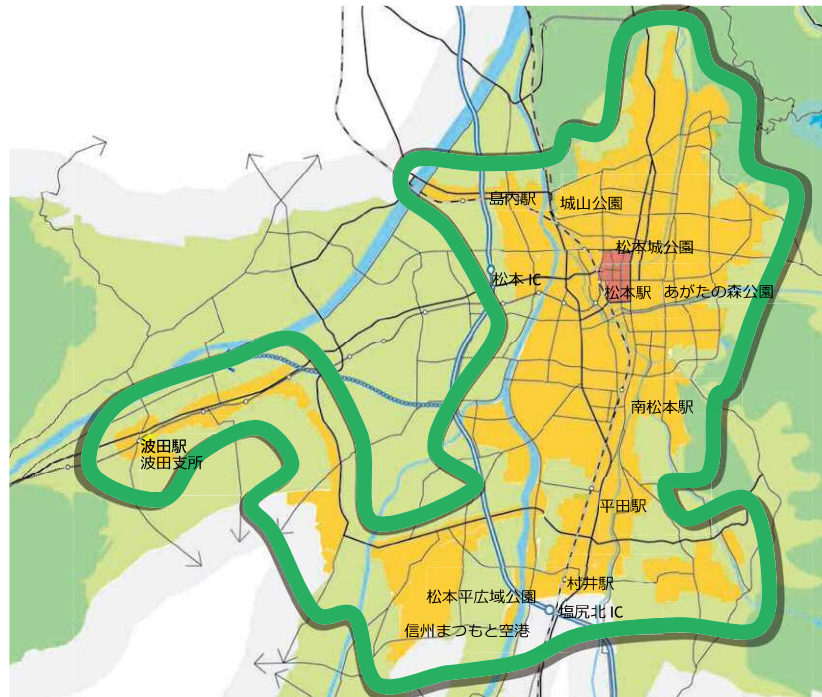 島内駅
城山公園
松本城公園
松本 IC
松本駅
あがたの森公園
南松本駅
波田駅
波田支所
平田駅
村井駅
松本平広域公園
塩尻北 IC
信州まつもと空港